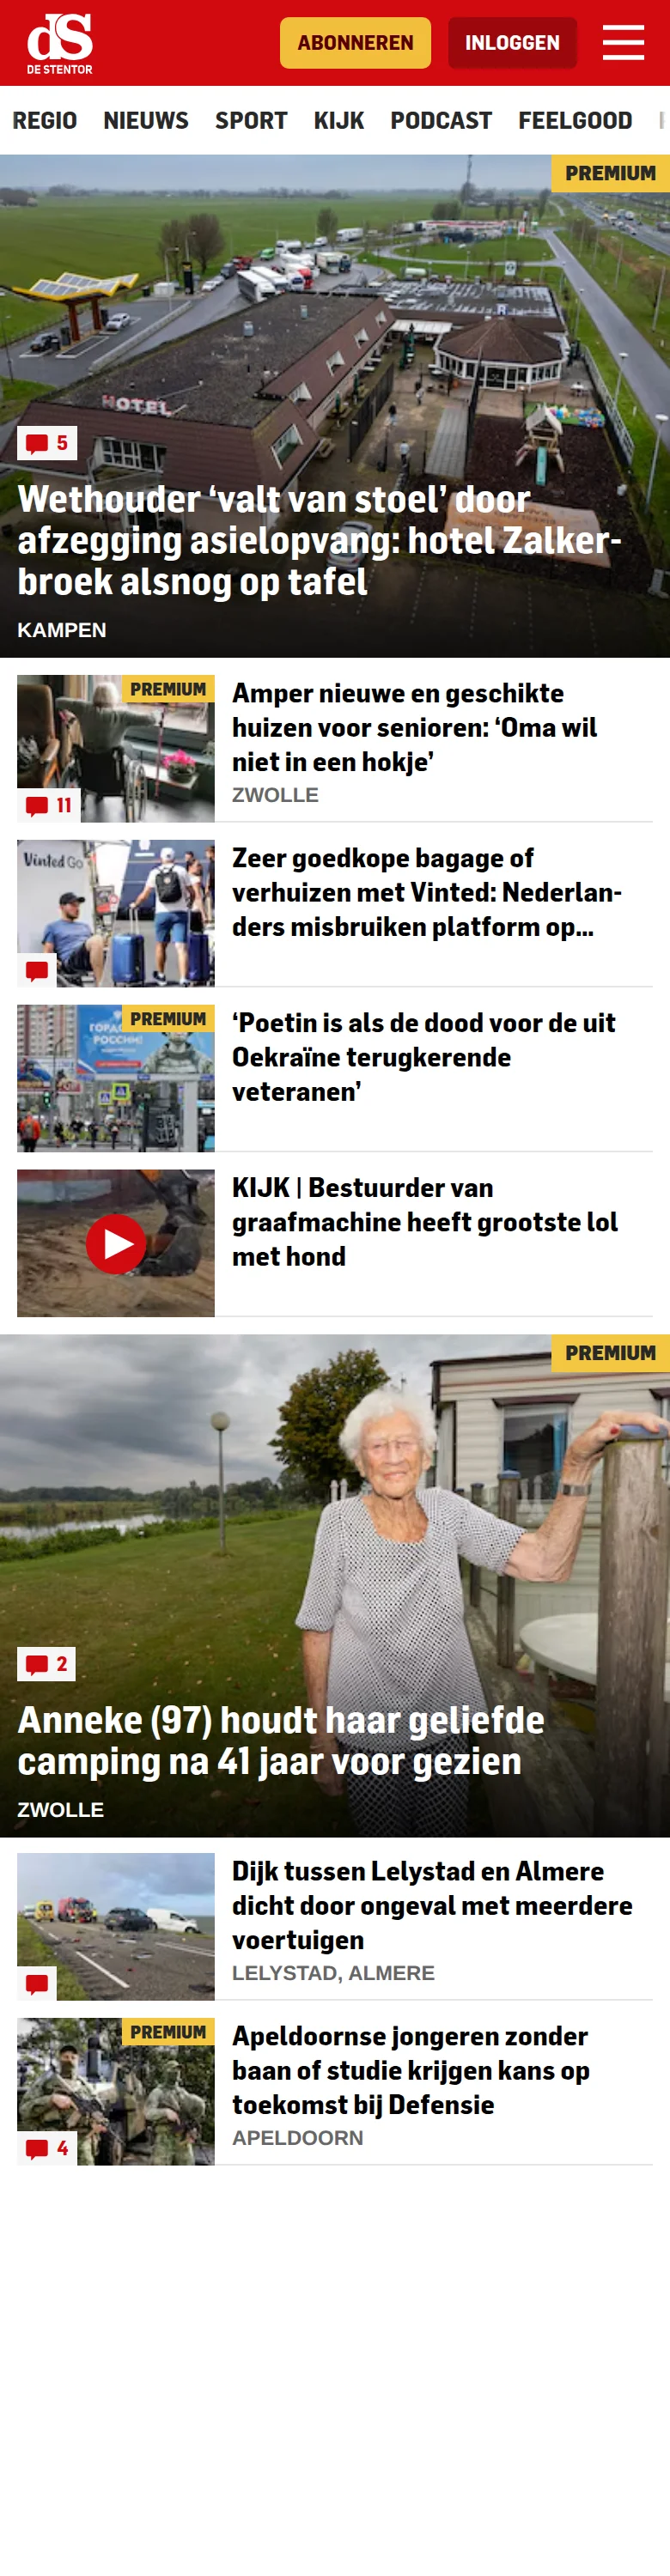 dS
DE STENTOR
ABONNEREN
INLOGGEN
REGIO NIEUWS SPORT KIJK PODCAST FEELGOOD
PREMIUM
HOTEL
5
Wethouder ‘valt van stoel’ door
afzegging asielopvang: hotel Zalker-
broek alsnog op tafel
KAMPEN
PREMIUM
11
Amper nieuwe en geschikte
huizen voor senioren: ‘Oma wil
niet in een hokje’
ZWOLLE
Vinted Go
Zeer goedkope bagage of
verhuizen met Vinted: Nederlan-
ders misbruiken platform op...
PREMIUM
РОССИИ!
‘Poetin is als de dood voor de uit
Oekraïne terugkerende
veteranen’
KIJK | Bestuurder van
graafmachine heeft grootste lol
met hond
PREMIUM
2
Anneke (97) houdt haar geliefde
camping na 41 jaar voor gezien
ZWOLLE
Dijk tussen Lelystad en Almere
dicht door ongeval met meerdere
voertuigen
LELYSTAD, ALMERE
PREMIUM
4
Apeldoornse jongeren zonder
baan of studie krijgen kans op
toekomst bij Defensie
APELDOORN